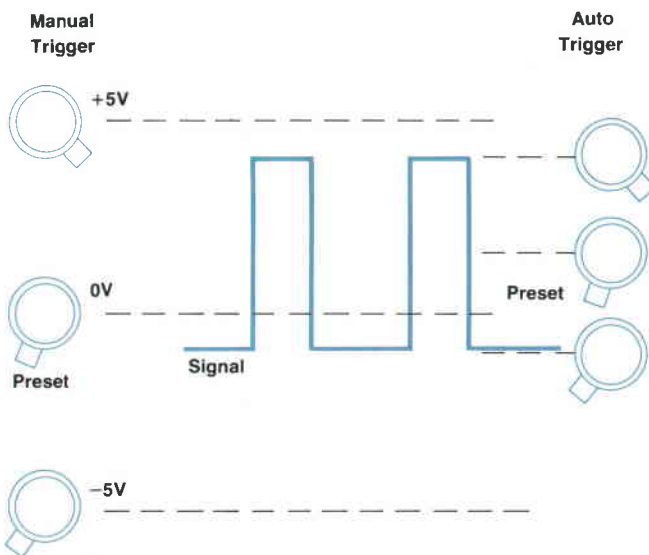 Manual
Trigger
Auto
Trigger
+5V
0V
Preset
Preset
Signal
−5V